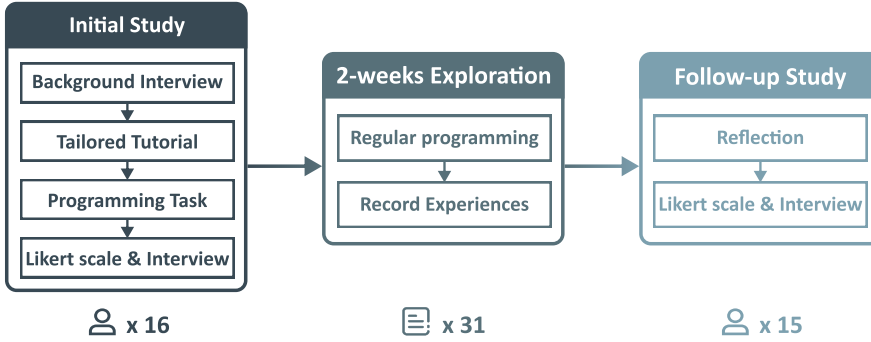 Initial Study
Background Interview
Tailored Tutorial
Programming Task
Likert scale & Interview
x 16
2-weeks Exploration
Regular programming
Record Experiences
x 31
Follow-up Study
Reflection
Likert scale & Interview
x 15